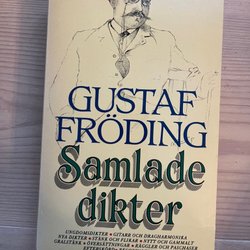 GUSTAF
FRÖDING
Samlade
dikter
UNGDOMSDIKTER • GITARR OCH DRAGHARMONIKA
NYA DIKTER • STÄNK OCH FLIKAR • NYTT OCH GAMMALT
GRALSTÄNK • ÖVERSÄTTNINGAR • RÄGGLER OCH PASCHASER